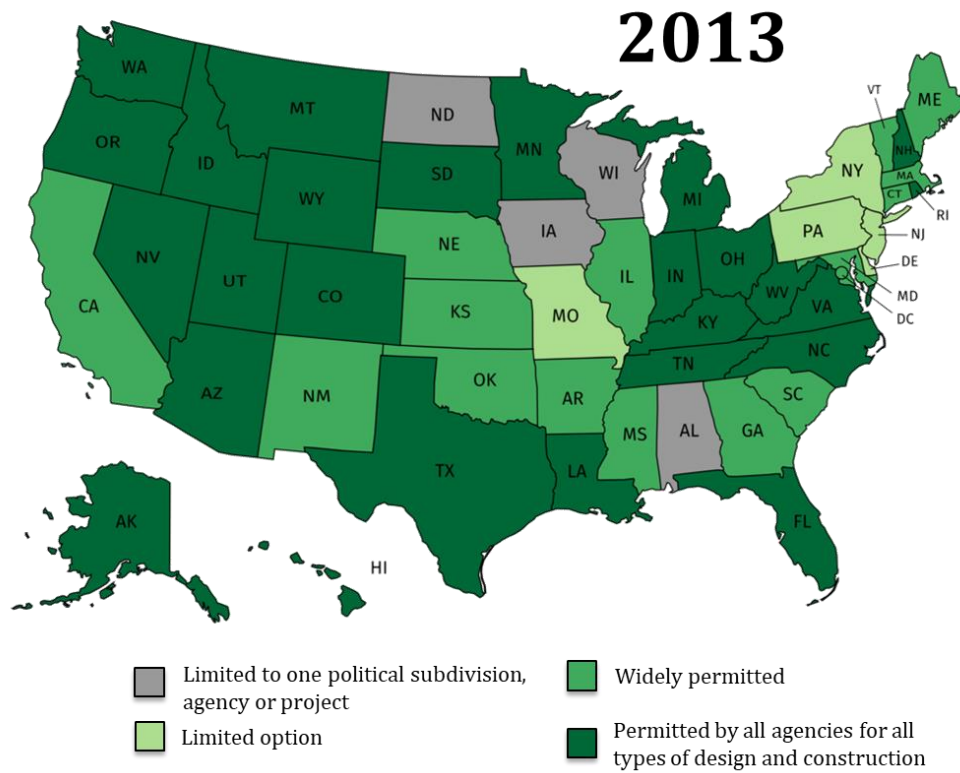 2013
WA
MT
ND
MN
VT
ME
OR
ID
SD
WI
NH
WY
MI
NY
MA
CT
RI
IA
PA
NJ
NE
NV
UT
CO
IL
IN
OH
DE
WV
VA
MD
CA
KS
MO
KY
DC
NC
TN
AZ
NM
OK
AR
SC
MS
AL
GA
TX
LA
AK
FL
HI
Limited to one political subdivision,
agency or project
Limited option
Widely permitted
Permitted by all agencies for all
types of design and construction